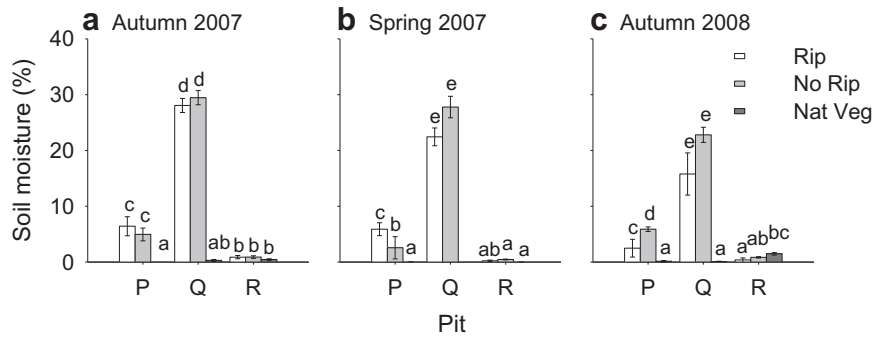 a Autumn 2007
b Spring 2007
c Autumn 2008
Soil moisture (%)
40
30
20
10
0
c c a
d d ab
b b b
P Q R
c b a
e e
ab a a
P Q R
c d a
e e a
a ab bc
P Q R
Rip
No Rip
Nat Veg
Pit